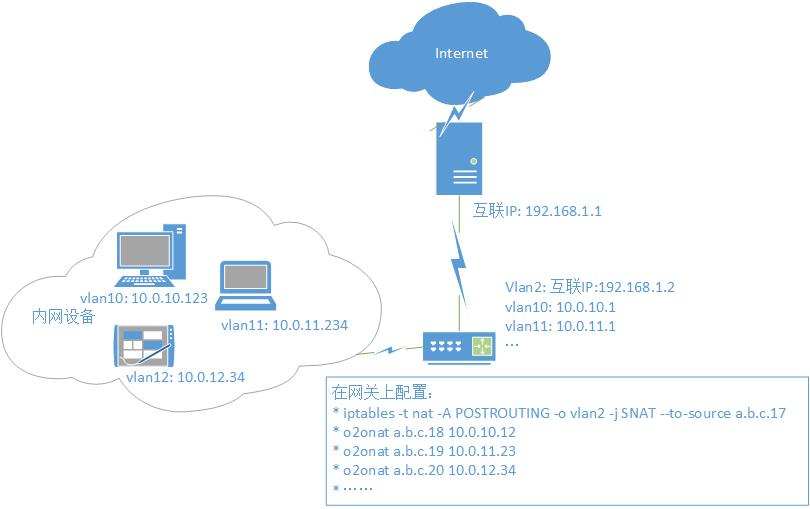 Internet
互联IP: 192.168.1.1
vlan10: 10.0.10.123
内网设备
vlan11: 10.0.11.234
vlan12: 10.0.12.34
Vlan2: 互联IP:192.168.1.2
vlan10: 10.0.10.1
vlan11: 10.0.11.1
…
在网关上配置：
* iptables -t nat -A POSTROUTING -o vlan2 -j SNAT --to-source a.b.c.17
* o2onat a.b.c.18 10.0.10.12
* o2onat a.b.c.19 10.0.11.23
* o2onat a.b.c.20 10.0.12.34
* ……